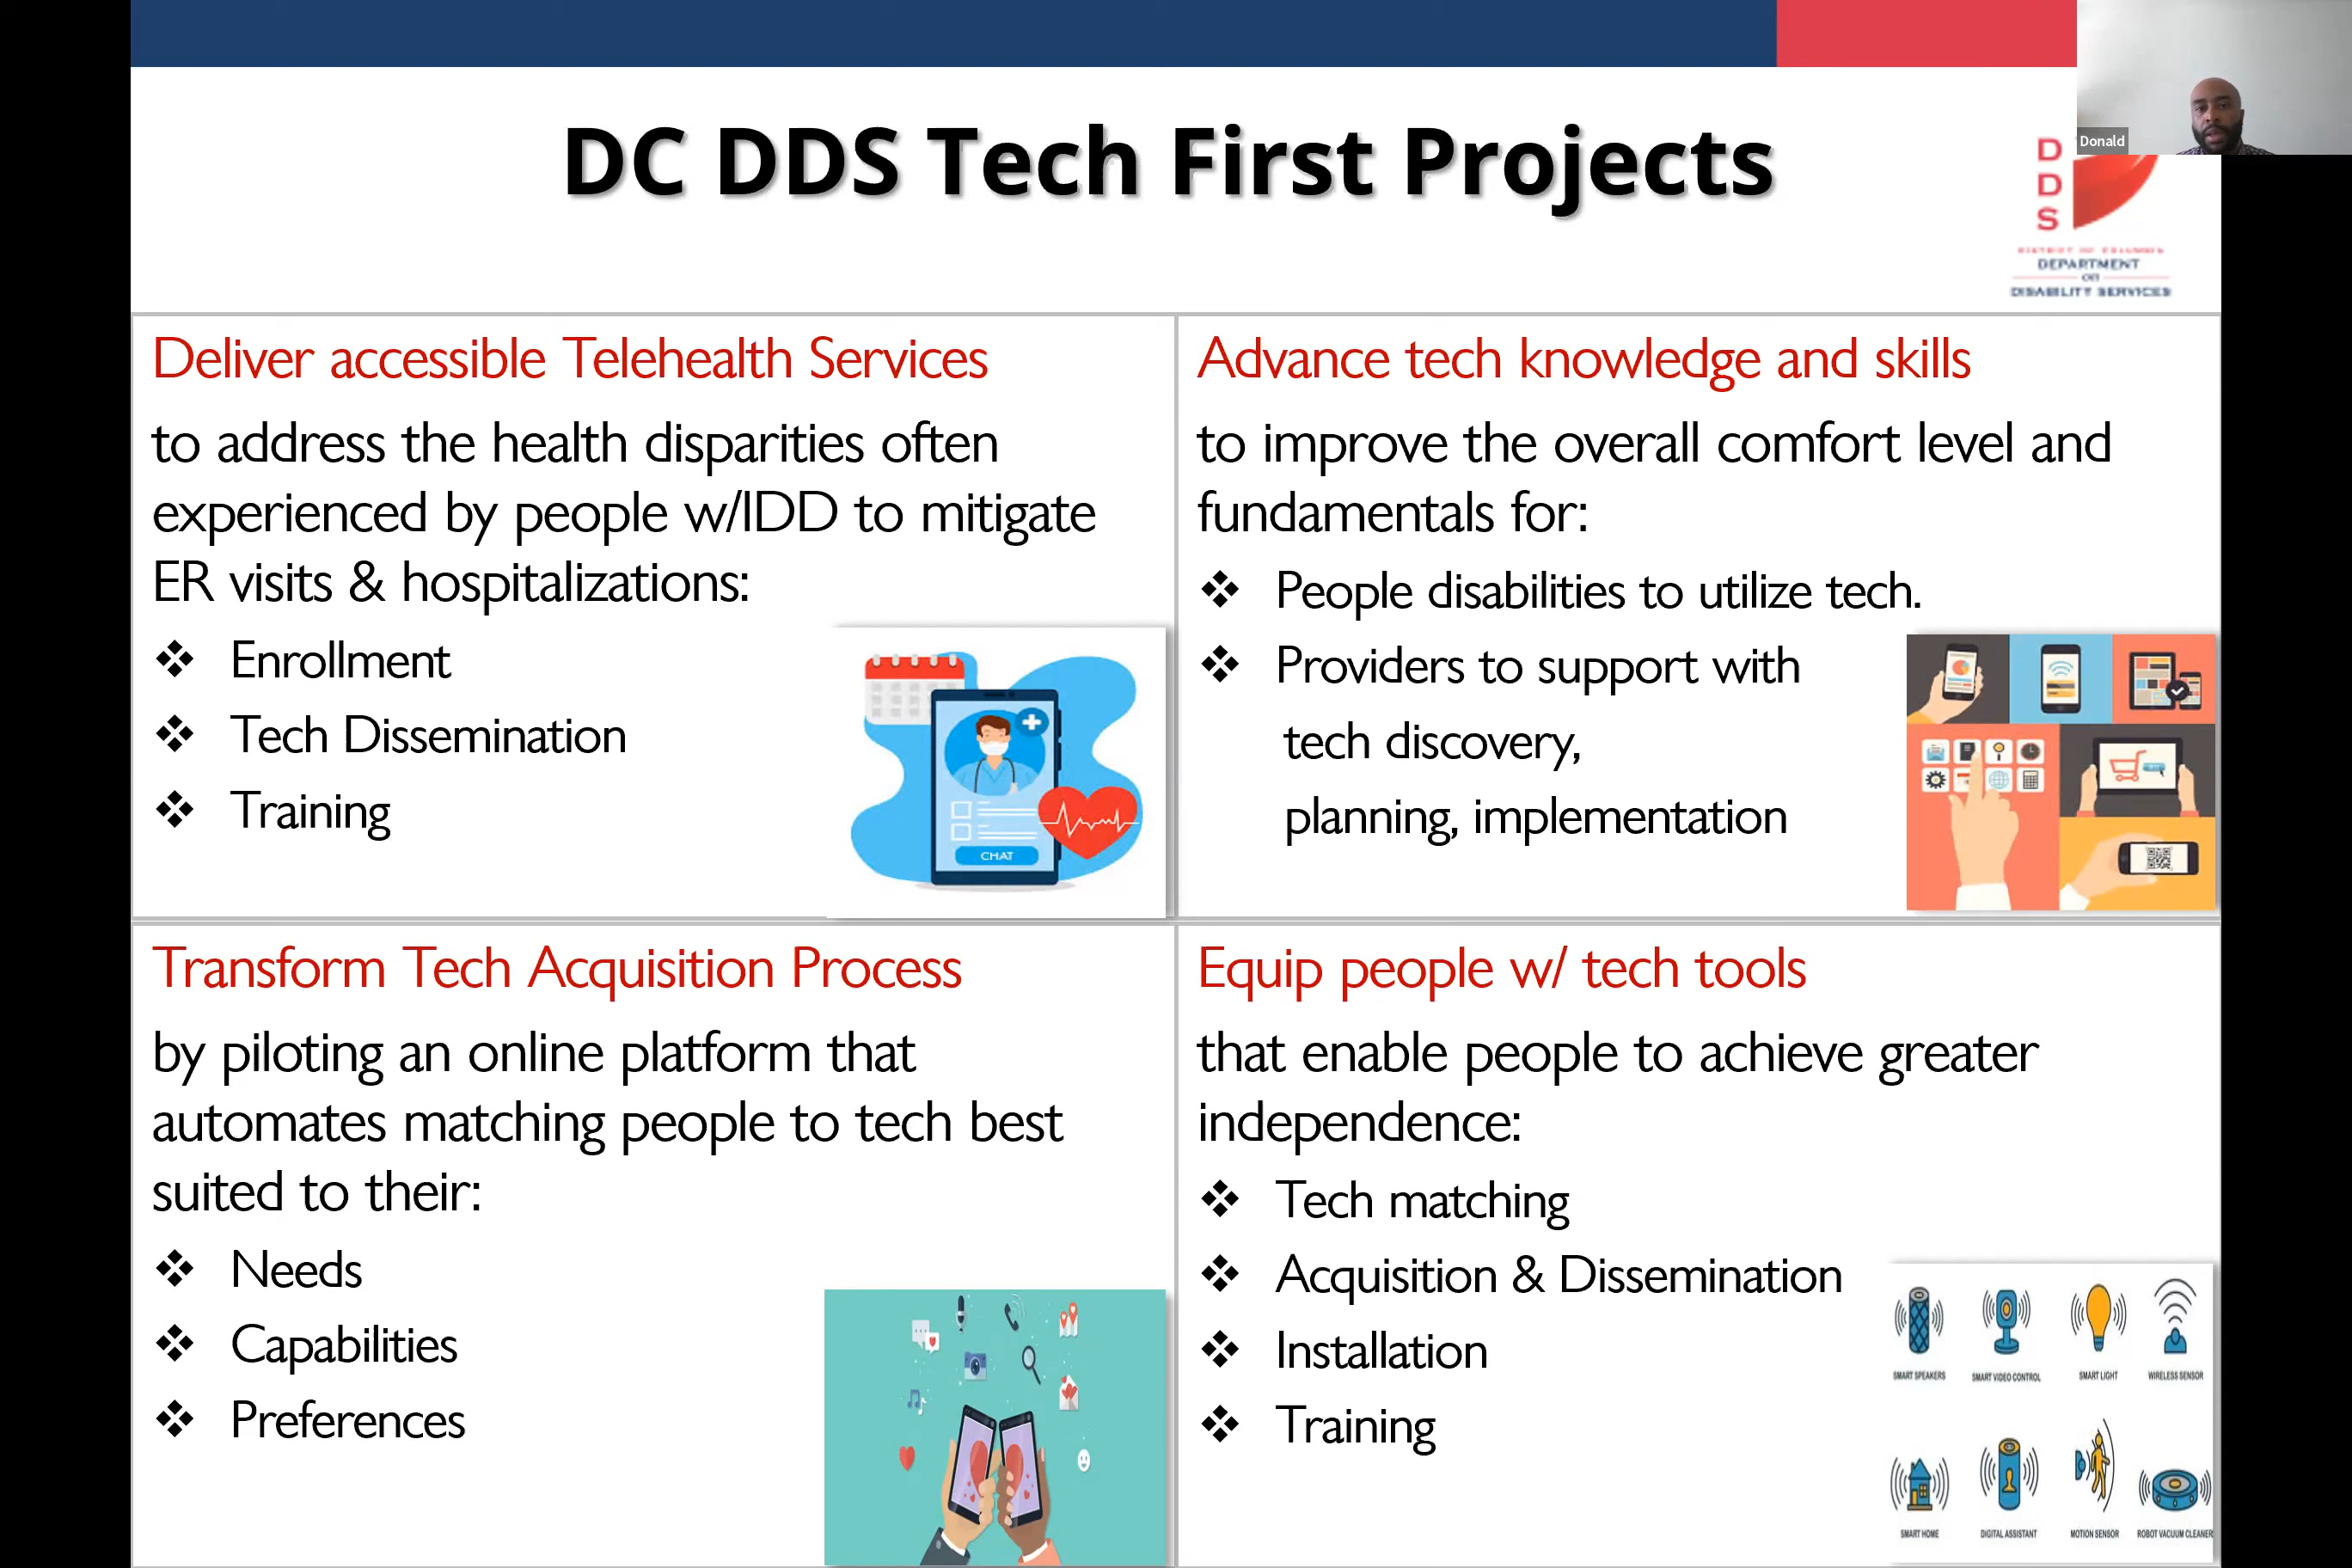 Donald
DC DDS Tech First Projects
D
D
S
DISTRICT OF COLUMBIA
DEPARTMENT
ON
DISABILITY SERVICES
Deliver accessible Telehealth Services
to address the health disparities often
experienced by people w/IDD to mitigate
ER visits & hospitalizations:
❖ Enrollment
❖ Tech Dissemination
❖ Training
CHAT
Advance tech knowledge and skills
to improve the overall comfort level and
fundamentals for:
❖ People disabilities to utilize tech.
❖ Providers to support with
tech discovery,
planning, implementation
Transform Tech Acquisition Process
by piloting an online platform that
automates matching people to tech best
suited to their:
❖ Needs
❖ Capabilities
❖ Preferences
Equip people w/ tech tools
that enable people to achieve greater
independence:
❖ Tech matching
❖ Acquisition & Dissemination
❖ Installation
❖ Training
SMART SPEAKERS SMART VIDEO CONTROL SMART LIGHT WIRELESS SENSOR
SMART HOME DIGITAL ASSISTANT MOTION SENSOR ROBOT VACUUM CLEANER